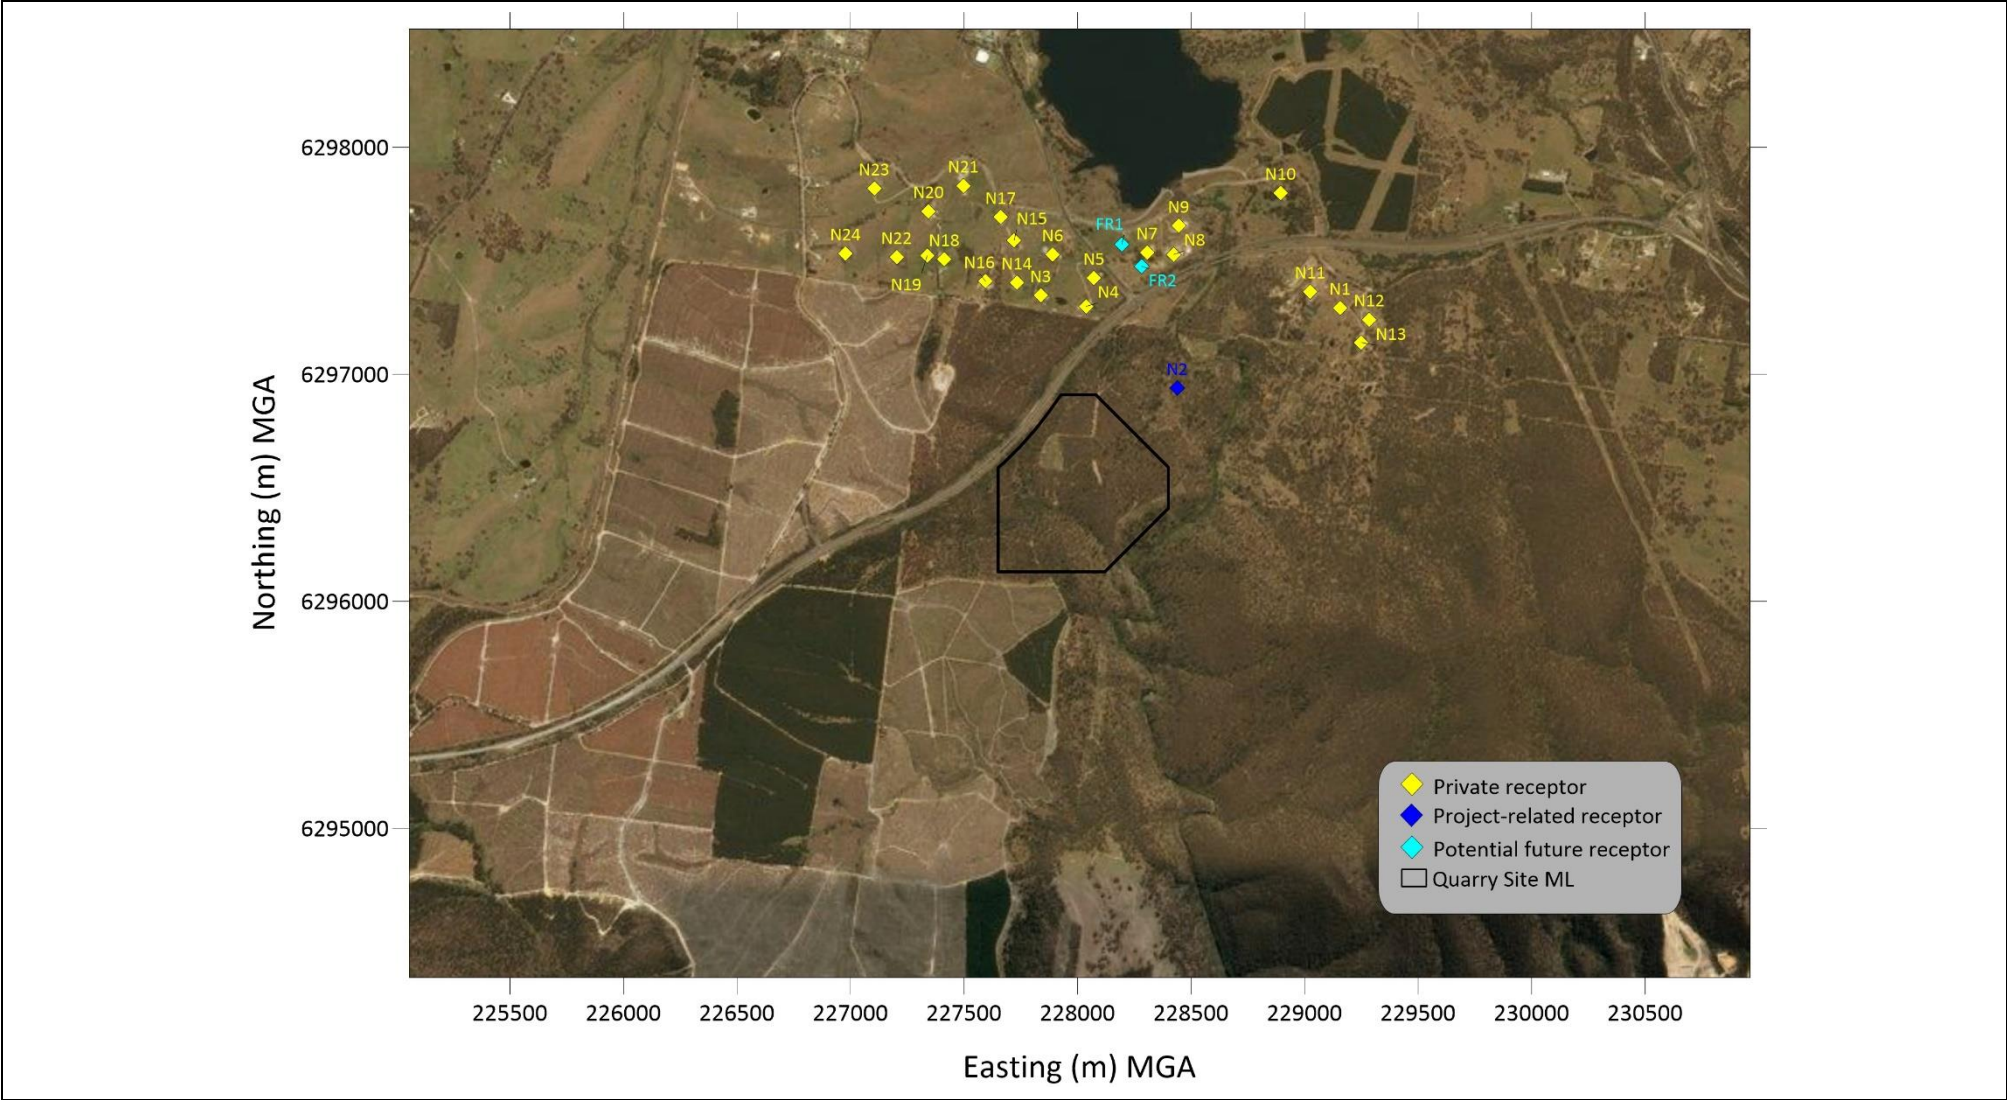 6298000
6297000
6296000
6295000
Northing (m) MGA
N23
N21
N20
N17
N15
N24
N22
N18
N19
N16
N14
N6
N3
N5
N4
FR1
N7
FR2
N9
N8
N10
N11
N1
N12
N13
N2
Private receptor
Project-related receptor
Potential future receptor
Quarry Site ML
225500 226000 226500 227000 227500 228000 228500 229000 229500 230000 230500
Easting (m) MGA